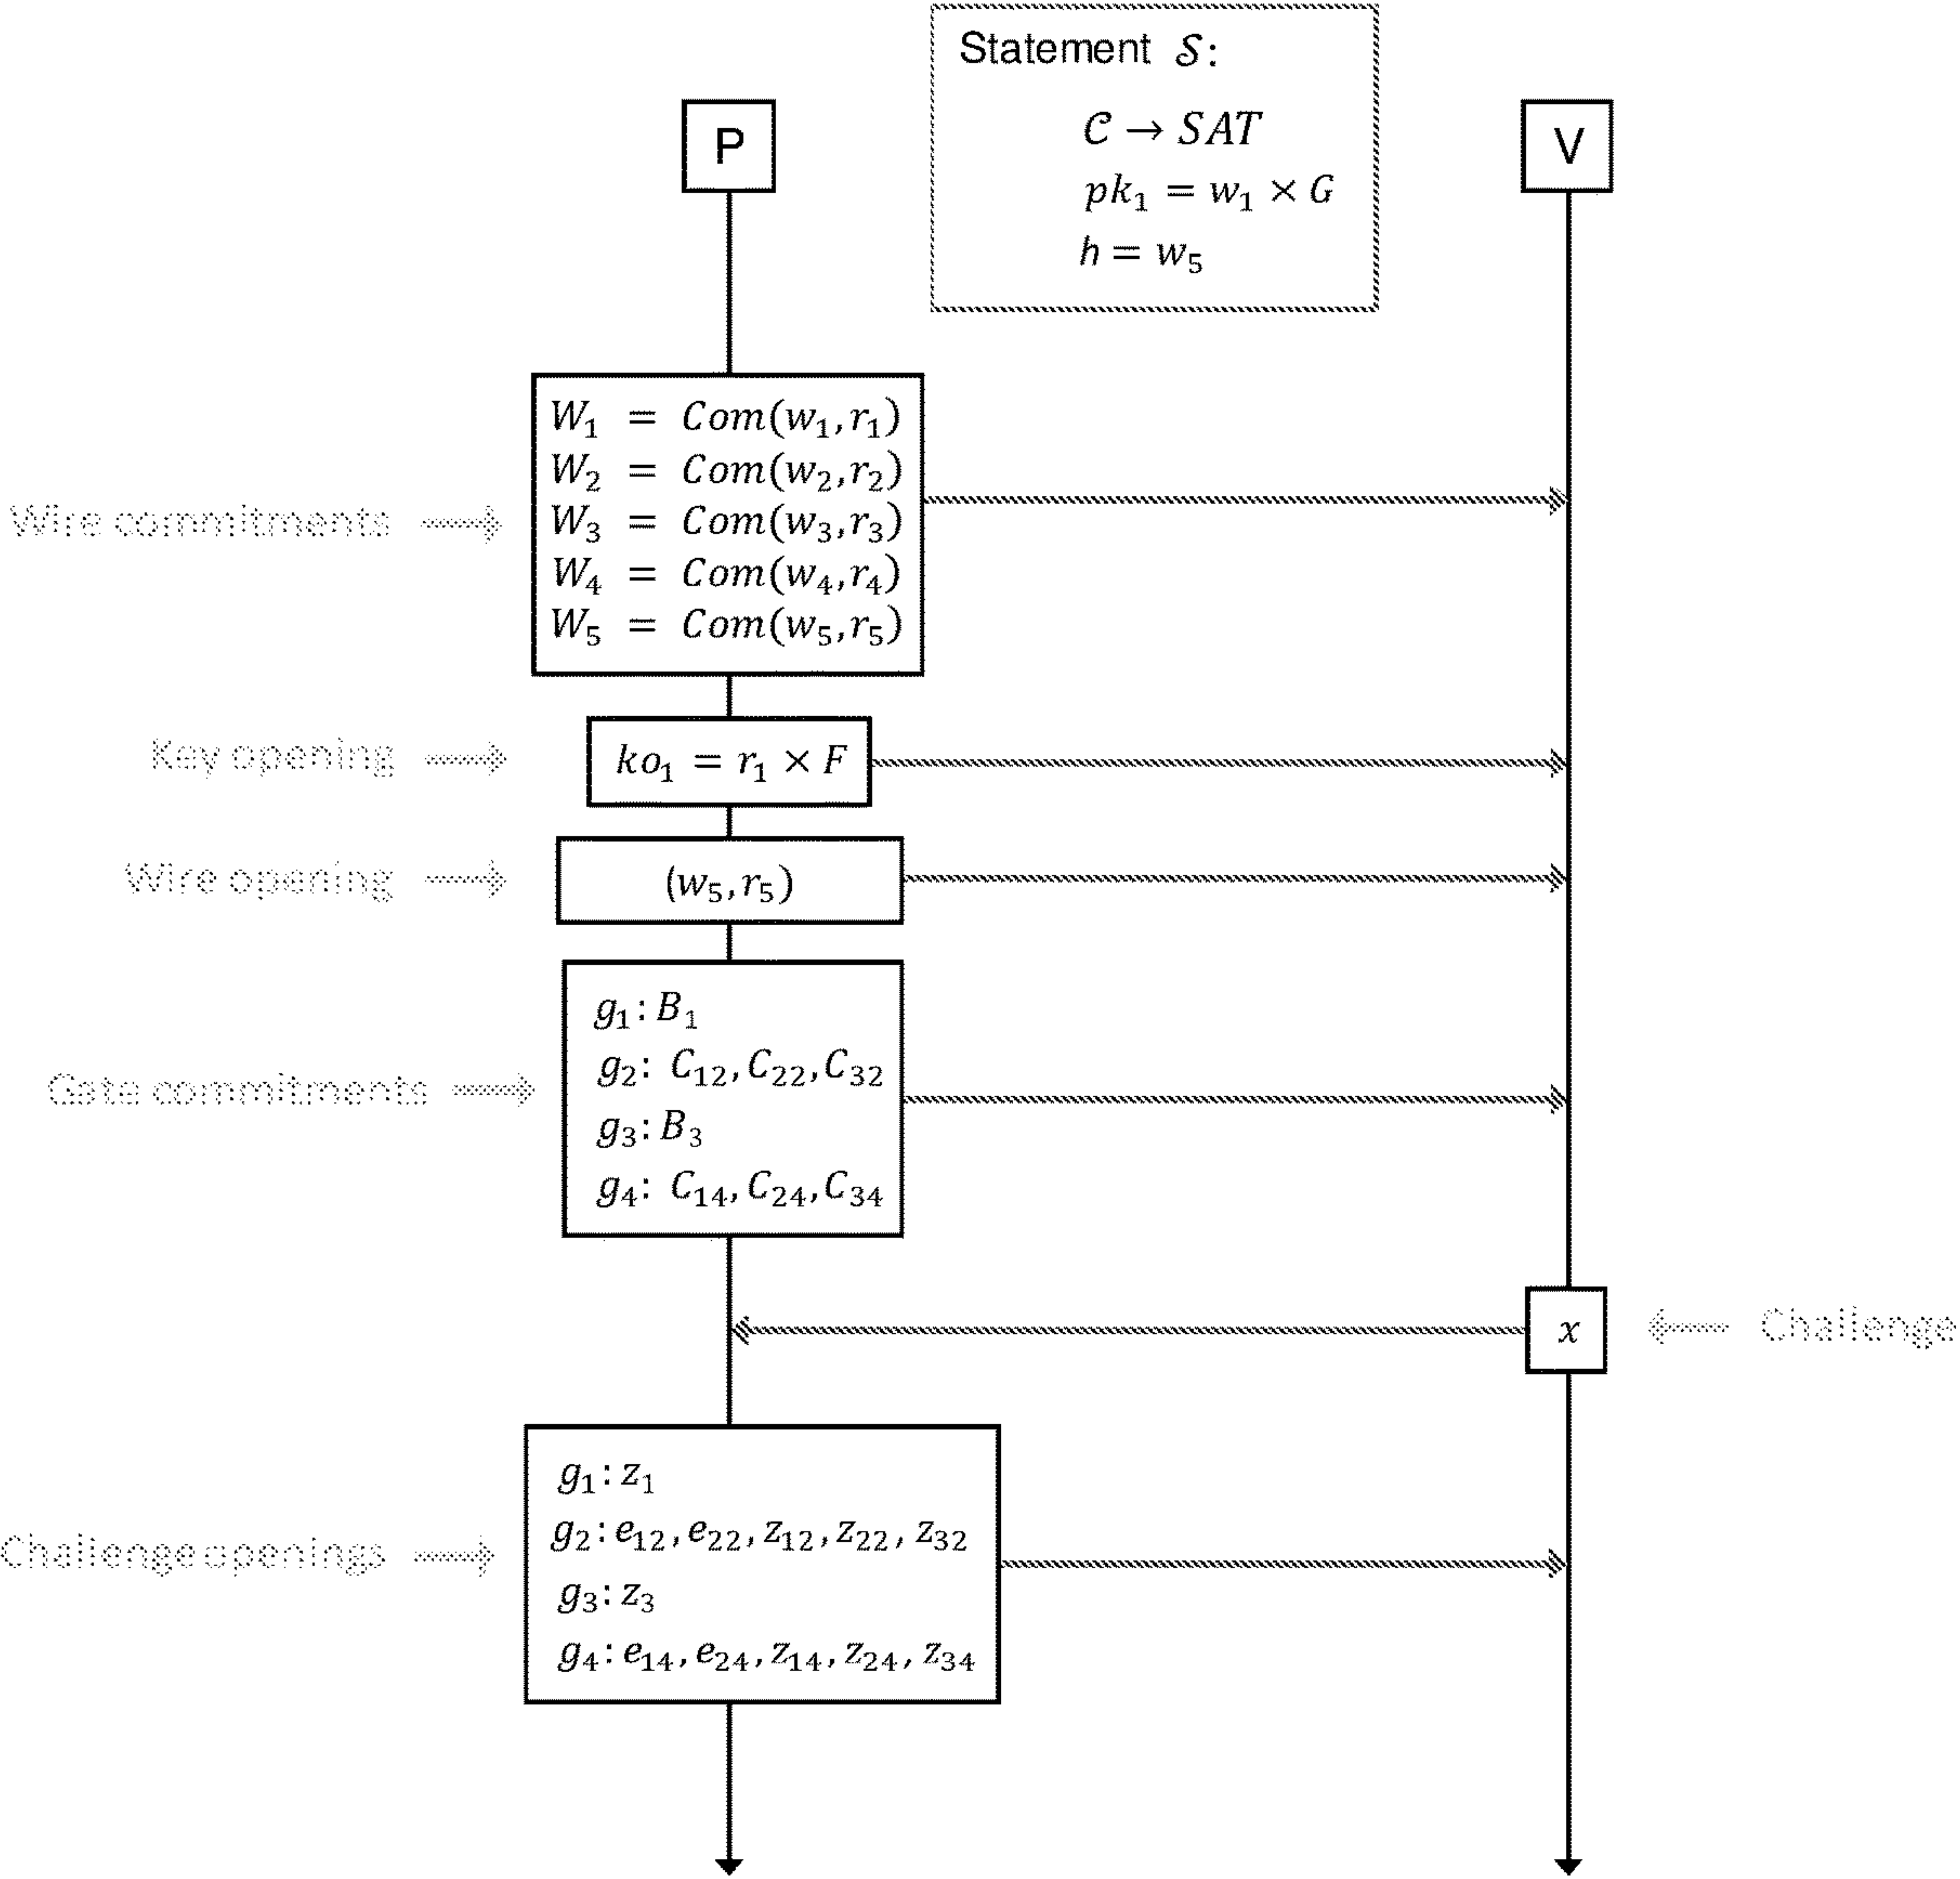 Statement 𝒮:
𝒞 → SAT
pk₁ = w₁ × G
h = w₅
P
V
W₁ = Com(w₁,r₁)
W₂ = Com(w₂,r₂)
Wire commitments
W₃ = Com(w₃,r₃)
W₄ = Com(w₄,r₄)
W₅ = Com(w₅,r₅)
Key opening
ko₁ = r₁ × F
Wire opening
(w₅,r₅)
g₁: B₁
g₂: C₁₂, C₂₂, C₃₂
Gate commitments
g₃: B₃
g₄: C₁₄, C₂₄, C₃₄
x
Challenge
g₁: z₁
g₂: e₁₂, e₂₂, z₁₂, z₂₂, z₃₂
Challenge openings
g₃: z₃
g₄: e₁₄, e₂₄, z₁₄, z₂₄, z₃₄